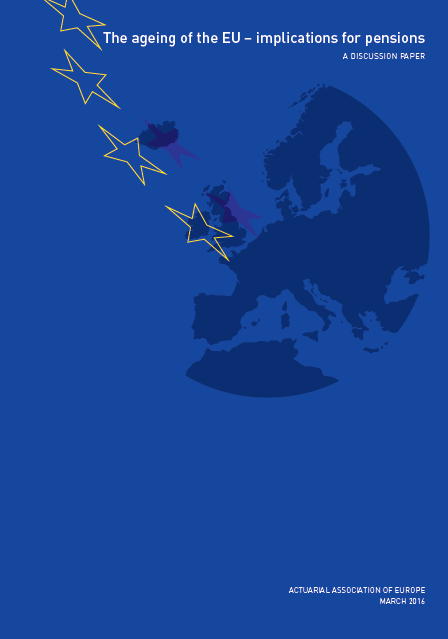 The ageing of the EU – implications for pensions
A DISCUSSION PAPER
ACTUARIAL ASSOCIATION OF EUROPE
MARCH 2016